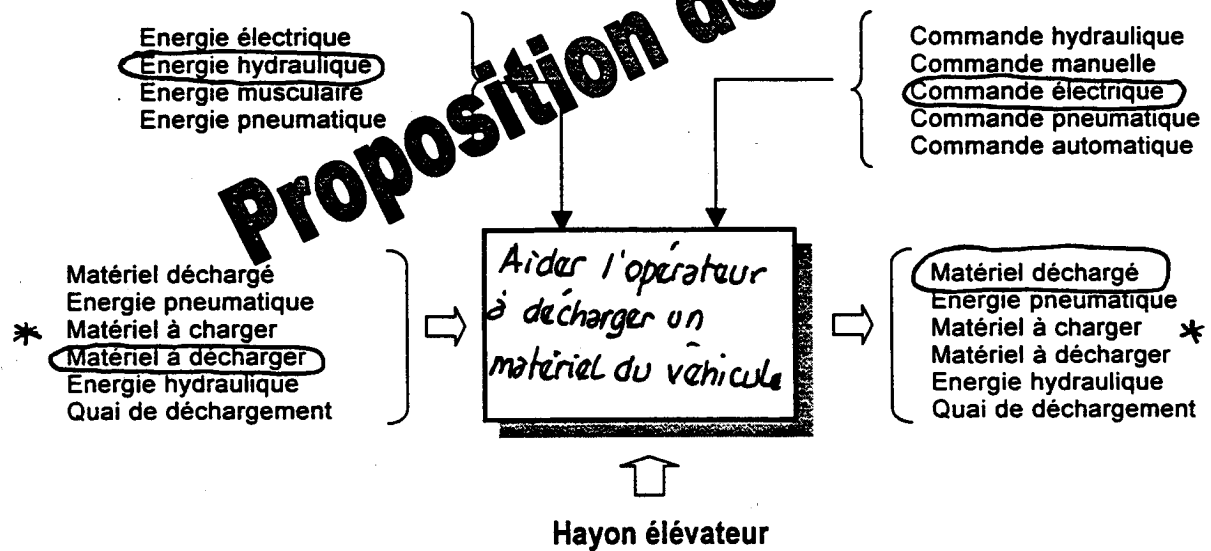 Energie électrique
Energie hydraulique
Energie musculaire
Energie pneumatique
Proposition de
Commande hydraulique
Commande manuelle
Commande électrique
Commande pneumatique
Commande automatique
Matériel déchargé
Energie pneumatique
* Matériel à charger
Matériel à décharger
Energie hydraulique
Quai de déchargement
Aider l'opérateur
à décharger un
matériel du véhicule
Matériel déchargé
Energie pneumatique
Matériel à charger *
Matériel à décharger
Energie hydraulique
Quai de déchargement
Hayon élévateur